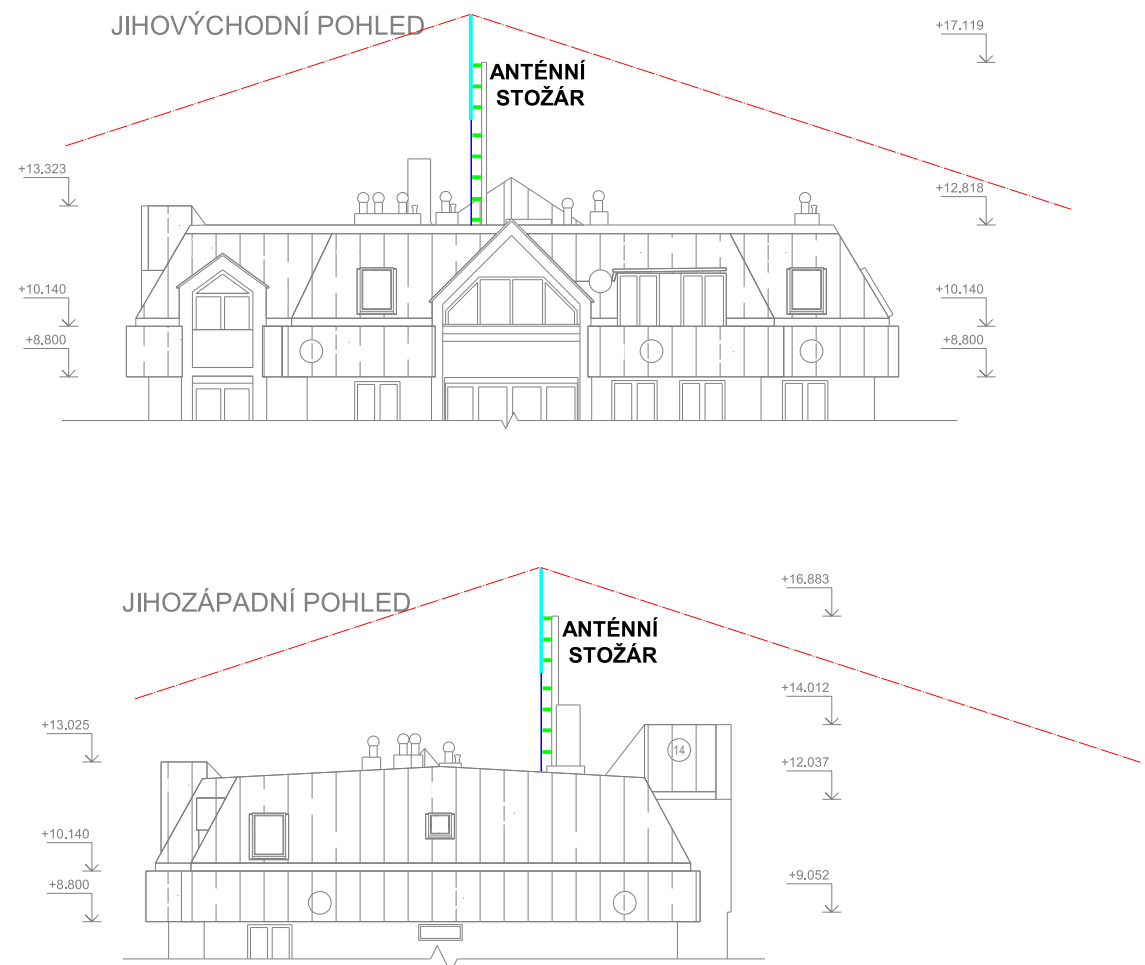 JIHOVÝCHODNÍ POHLED
+17.119
ANTÉNNÍ
STOŽÁR
+13.323
+12.818
+10.140
+10.140
+8.800
+8.800
+16.883
JIHOZÁPADNÍ POHLED
ANTÉNNÍ
STOŽÁR
+14.012
+13.025
14
+12.037
+10.140
+8.800
+9.052